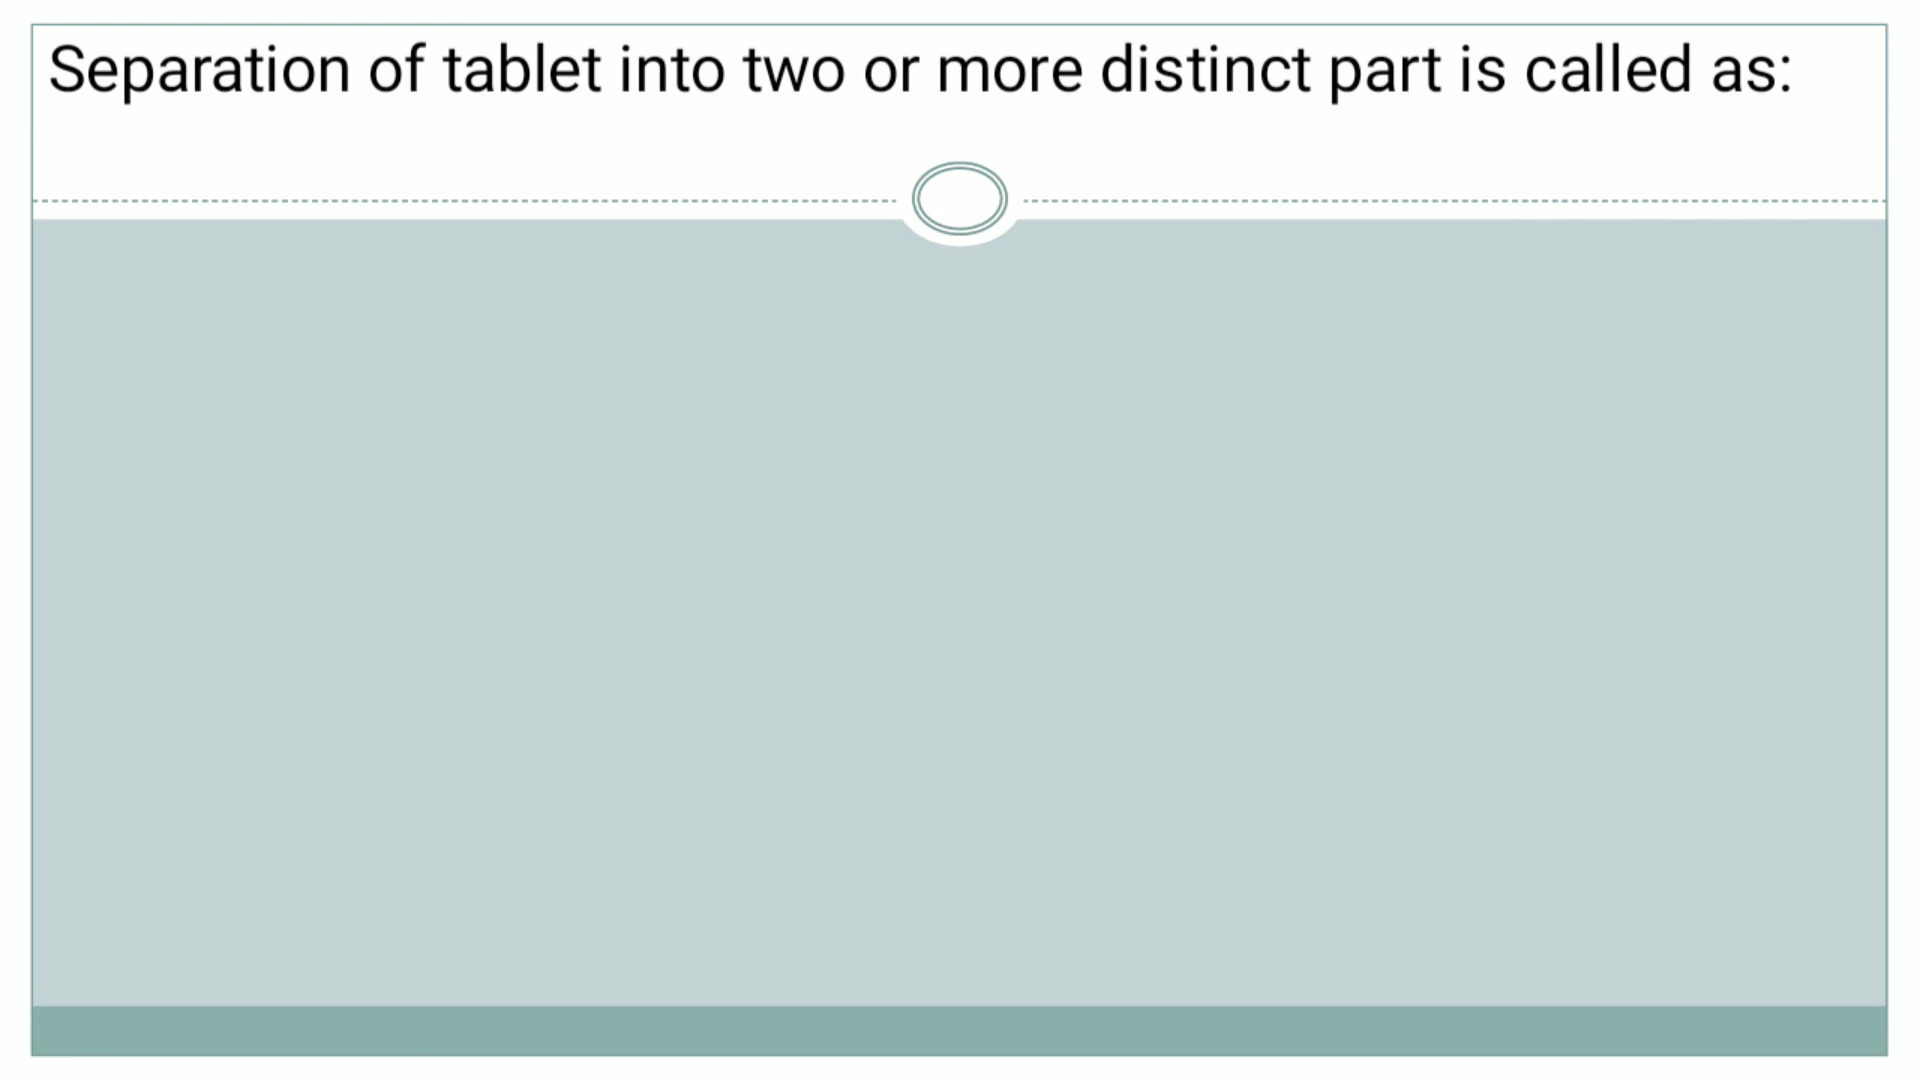 Separation of tablet into two or more distinct part is called as: